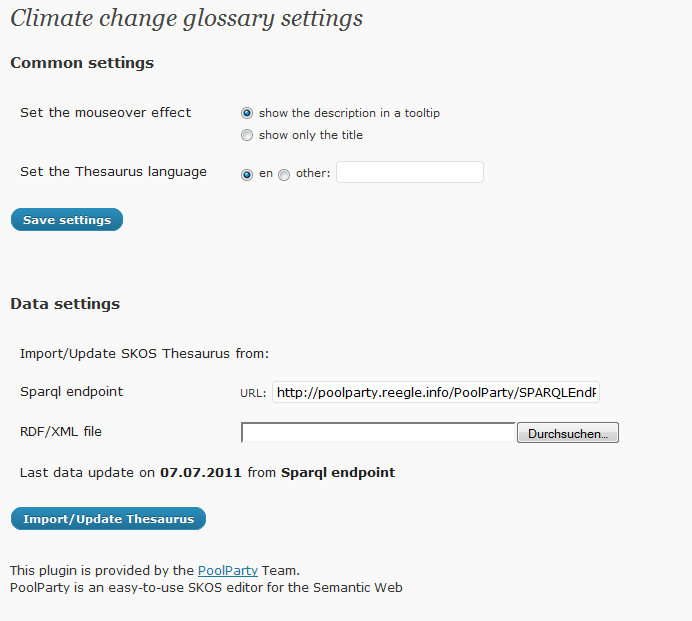 Climate change glossary settings
Common settings
Set the mouseover effect
show the description in a tooltip
show only the title
Set the Thesaurus language
en other:
Save settings
Data settings
Import/Update SKOS Thesaurus from:
Sparql endpoint URL: http://poolparty.reegle.info/PoolParty/SPARQLEndP
RDF/XML file Durchsuchen...
Last data update on 07.07.2011 from Sparql endpoint
Import/Update Thesaurus
This plugin is provided by the PoolParty Team.
PoolParty is an easy-to-use SKOS editor for the Semantic Web